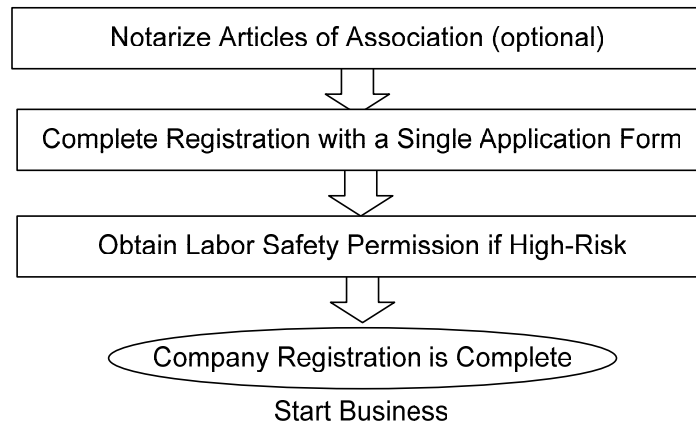 Notarize Articles of Association (optional)
Complete Registration with a Single Application Form
Obtain Labor Safety Permission if High-Risk
Company Registration is Complete
Start Business